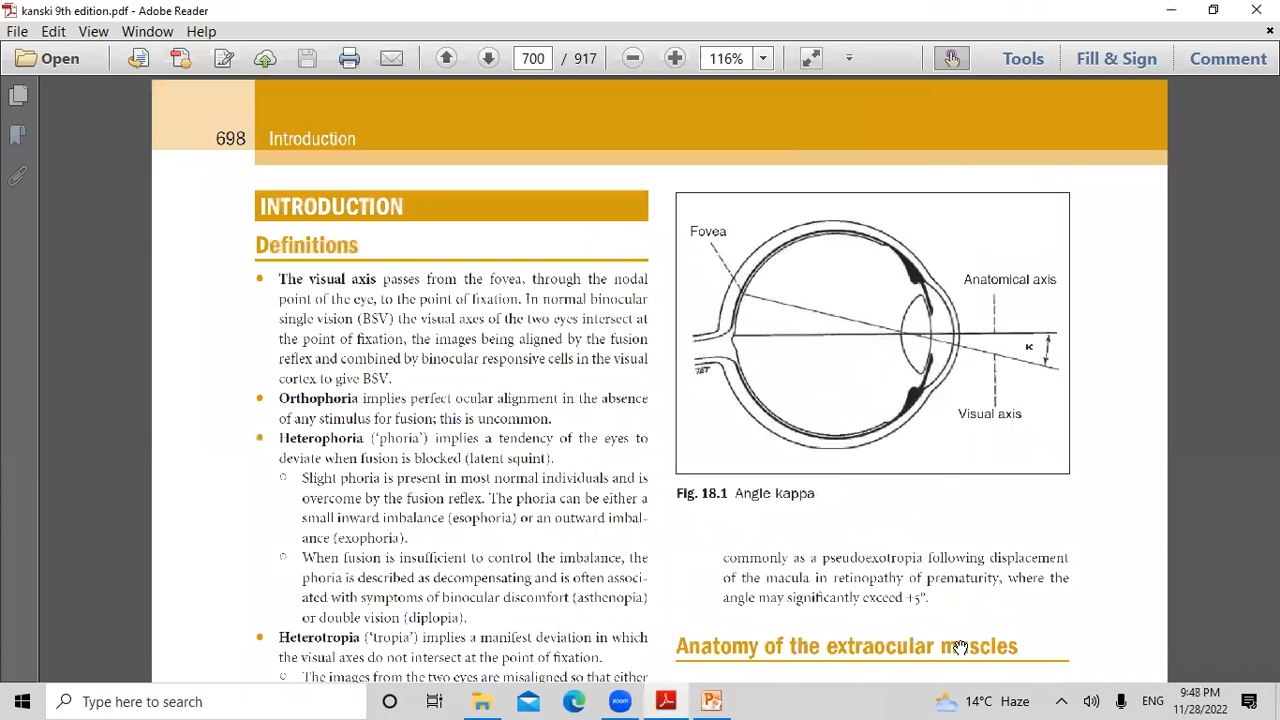 kanski 9th edition.pdf - Adobe Reader
File Edit View Window Help
Open 700 / 917 116% Tools Fill & Sign Comment
698 Introduction
INTRODUCTION
Definitions
• The visual axis passes from the fovea, through the nodal
point of the eye, to the point of fixation. In normal binocular
single vision (BSV) the visual axes of the two eyes intersect at
the point of fixation, the images being aligned by the fusion
reflex and combined by binocular responsive cells in the visual
cortex to give BSV.
• Orthophoria implies perfect ocular alignment in the absence
of any stimulus for fusion; this is uncommon.
• Heterophoria ('phoria') implies a tendency of the eyes to
deviate when fusion is blocked (latent squint).
○ Slight phoria is present in most normal individuals and is
overcome by the fusion reflex. The phoria can be either a
small inward imbalance (esophoria) or an outward imbal-
ance (exophoria).
○ When fusion is insufficient to control the imbalance, the
phoria is described as decompensating and is often associ-
ated with symptoms of binocular discomfort (asthenopia)
or double vision (diplopia).
• Heterotropia ('tropia') implies a manifest deviation in which
the visual axes do not intersect at the point of fixation.
○ The images from the two eyes are misaligned so that either
Fovea
Anatomical axis
K
Visual axis
Fig. 18.1 Angle kappa
commonly as a pseudoexotropia following displacement
of the macula in retinopathy of prematurity, where the
angle may significantly exceed +5°.
Anatomy of the extraocular muscles
Type here to search
14°C Haze
ENG
9:48 PM
11/28/2022